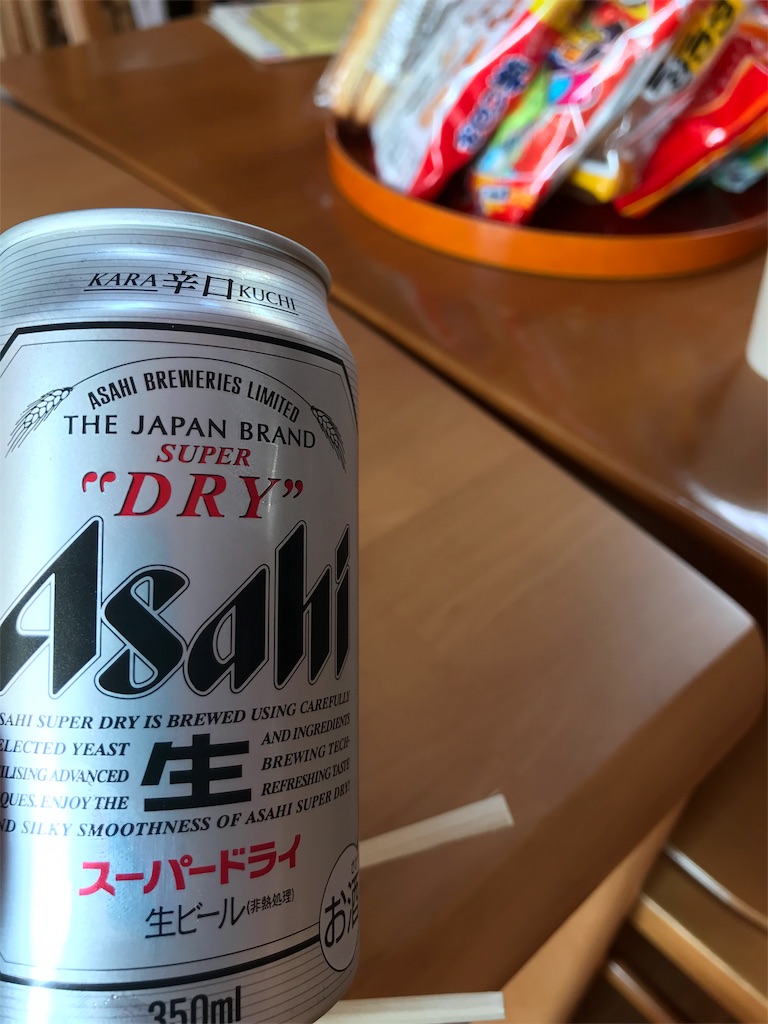 KARA 辛口 KUCHI
ASAHI BREWERIES LIMITED
THE JAPAN BRAND
SUPER
"DRY"
Asahi
SAHI SUPER DRY IS BREWED USING CAREFULLY
ELECTED YEAST 生 AND INGREDIENTS
ILISING ADVANCED BREWING TECH-
QUES. ENJOY THE REFRESHING TASTE
ND SILKY SMOOTHNESS OF ASAHI SUPER DRY!
スーパードライ
生ビール(非熱処理)
お酒
350ml